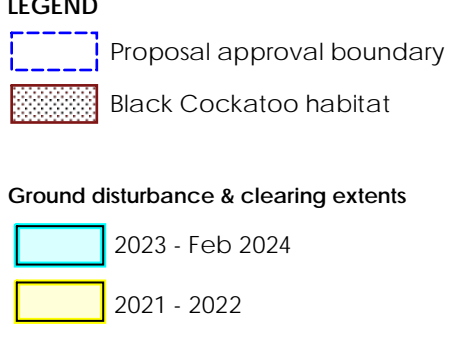 LEGEND
Proposal approval boundary
Black Cockatoo habitat
Ground disturbance & clearing extents
2023 - Feb 2024
2021 - 2022